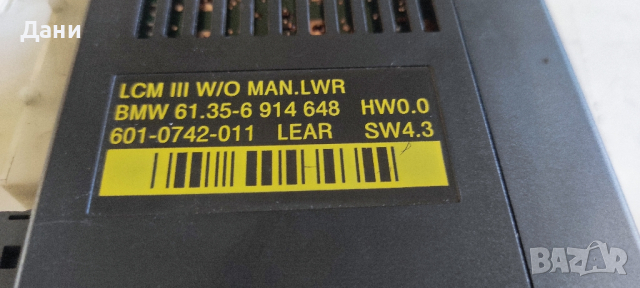 Дани
LCM III W/O MAN.LWR
BMW 61.35-6 914 648 HW0.0
601-0742-011 LEAR SW4.3
BAZAR